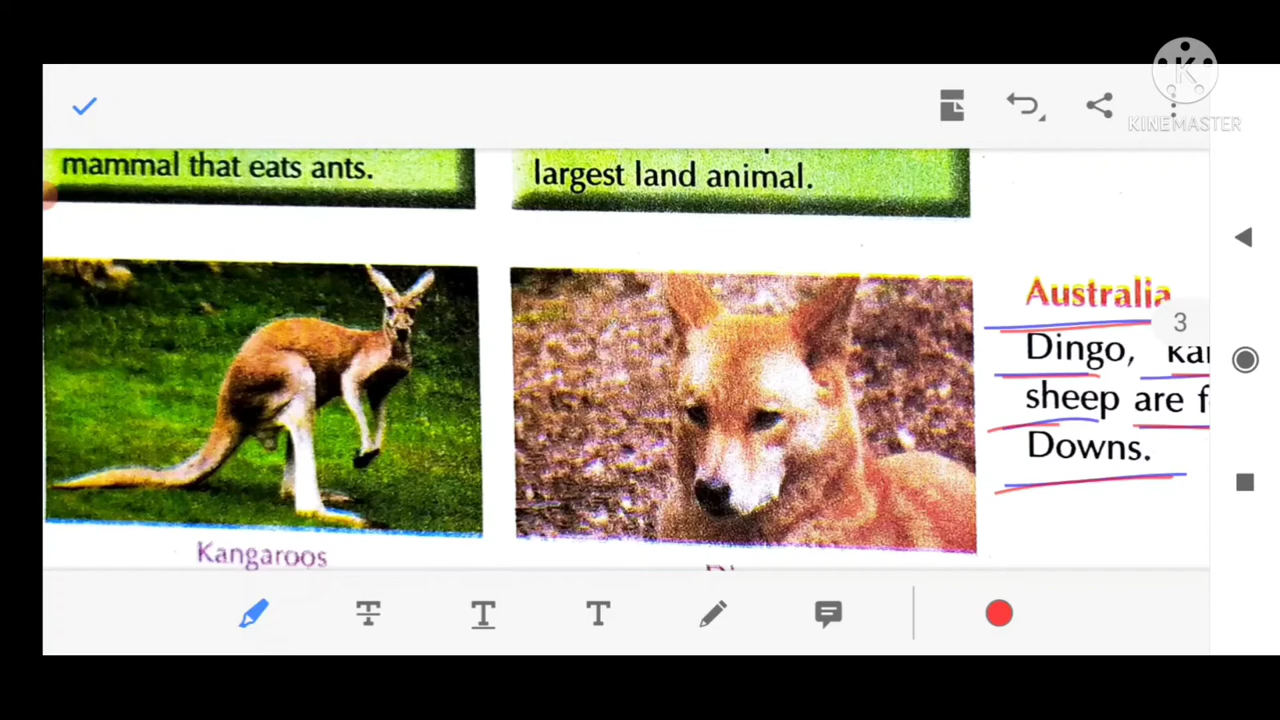 KINEMASTER
mammal that eats ants.
largest land animal.
Australia
3
Dingo,
sheep are
Downs.
Kangaroos